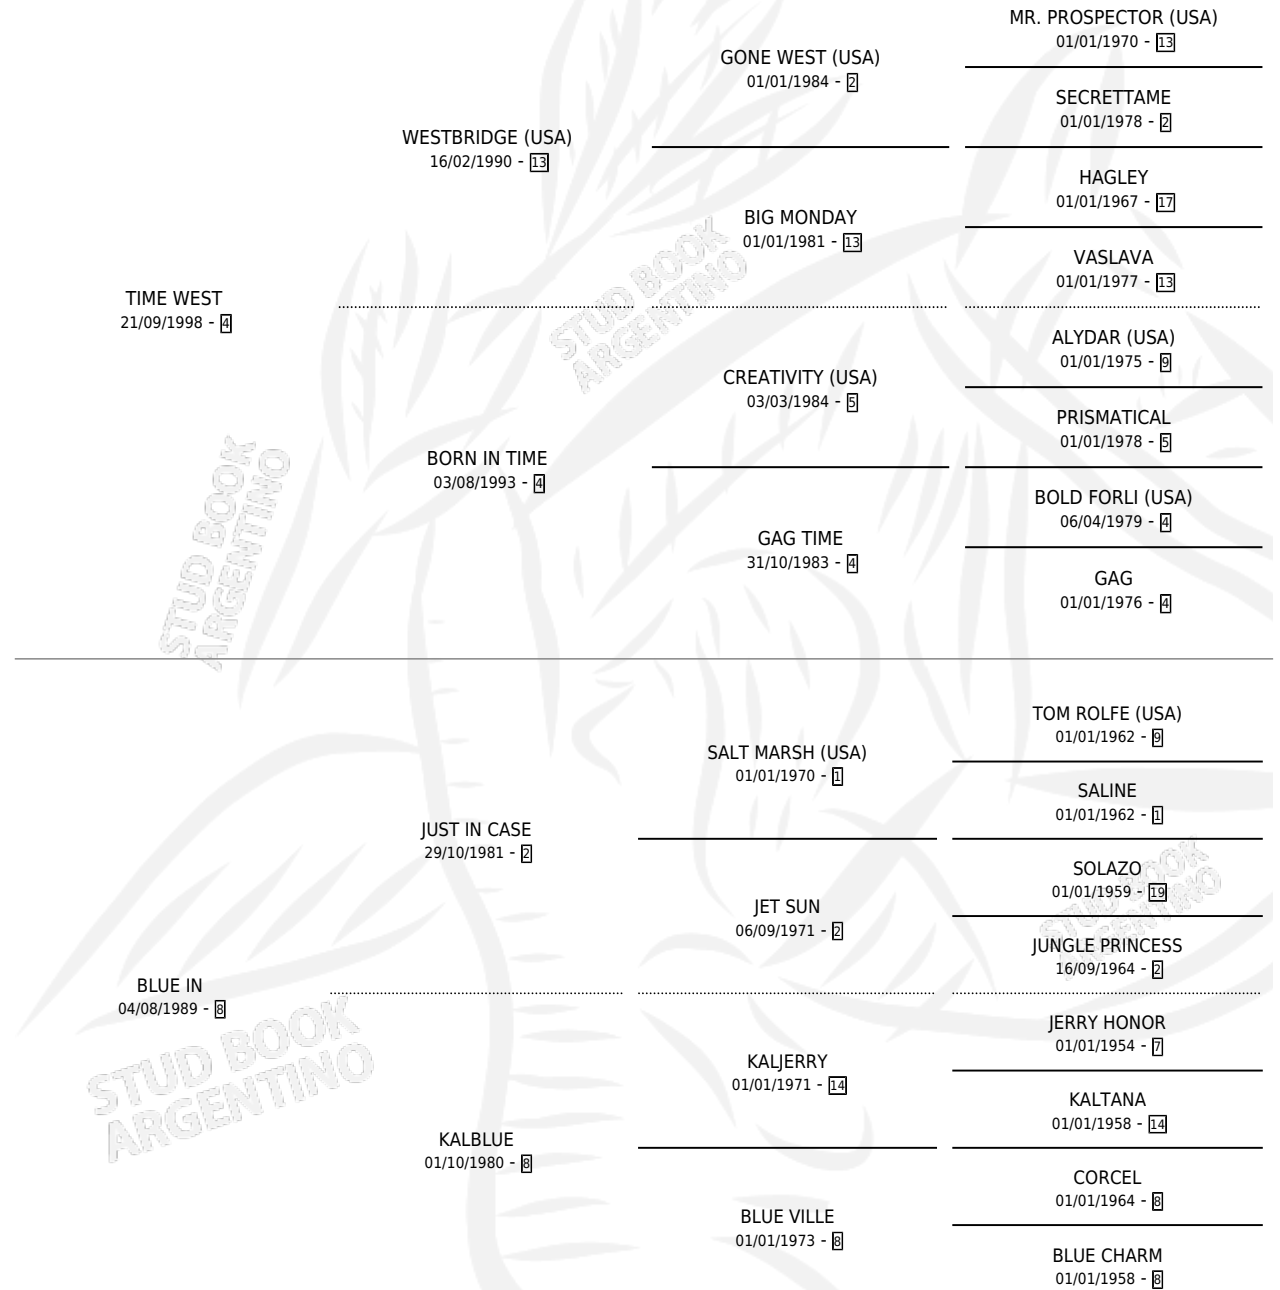 MR. PROSPECTOR (USA)
01/01/1970 - 13
GONE WEST (USA)
01/01/1984 - 2
SECRETTAME
01/01/1978 - 2
WESTBRIDGE (USA)
16/02/1990 - 13
HAGLEY
01/01/1967 - 17
BIG MONDAY
01/01/1981 - 13
VASLAVA
01/01/1977 - 13
TIME WEST
21/09/1998 - 4
ALYDAR (USA)
01/01/1975 - 9
CREATIVITY (USA)
03/03/1984 - 5
PRISMATICAL
01/01/1978 - 5
BORN IN TIME
03/08/1993 - 4
BOLD FORLI (USA)
06/04/1979 - 4
GAG TIME
31/10/1983 - 4
GAG
01/01/1976 - 4
TOM ROLFE (USA)
01/01/1962 - 9
SALT MARSH (USA)
01/01/1970 - 1
SALINE
01/01/1962 - 1
JUST IN CASE
29/10/1981 - 2
SOLAZO
01/01/1959 - 19
JET SUN
06/09/1971 - 2
JUNGLE PRINCESS
16/09/1964 - 2
BLUE IN
04/08/1989 - 8
JERRY HONOR
01/01/1954 - 7
KALJERRY
01/01/1971 - 14
KALTANA
01/01/1958 - 14
KALBLUE
01/10/1980 - 8
CORCEL
01/01/1964 - 8
BLUE VILLE
01/01/1973 - 8
BLUE CHARM
01/01/1958 - 8
STUD BOOK
ARGENTINO
STUD BOOK
ARGENTINO
STUD BOOK
ARGENTINO
STUD BOOK
ARGENTINO